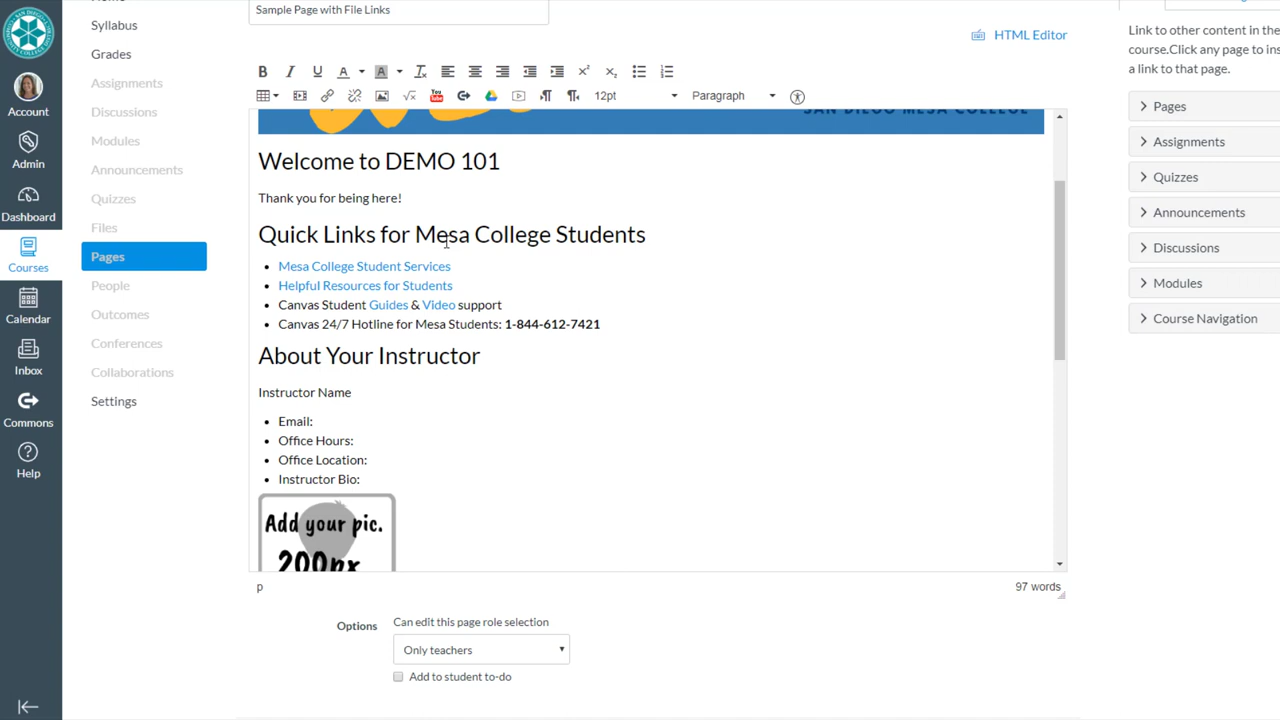 Sample Page with File Links
HTML Editor
12pt
Paragraph
SAN DIEGO MESA COLLEGE
Welcome to DEMO 101
Thank you for being here!
Quick Links for Mesa College Students
Mesa College Student Services
Helpful Resources for Students
Canvas Student Guides & Video support
Canvas 24/7 Hotline for Mesa Students: 1-844-612-7421
About Your Instructor
Instructor Name
Email:
Office Hours:
Office Location:
Instructor Bio:
Add your pic.
200px
p
97 words
Options
Can edit this page role selection
Only teachers
Add to student to-do
Account
Admin
Dashboard
Courses
Calendar
Inbox
Commons
Help
Syllabus
Grades
Assignments
Discussions
Modules
Announcements
Quizzes
Files
Pages
People
Outcomes
Conferences
Collaborations
Settings
Link to other content in the
course.Click any page to ins
a link to that page.
Pages
Assignments
Quizzes
Announcements
Discussions
Modules
Course Navigation